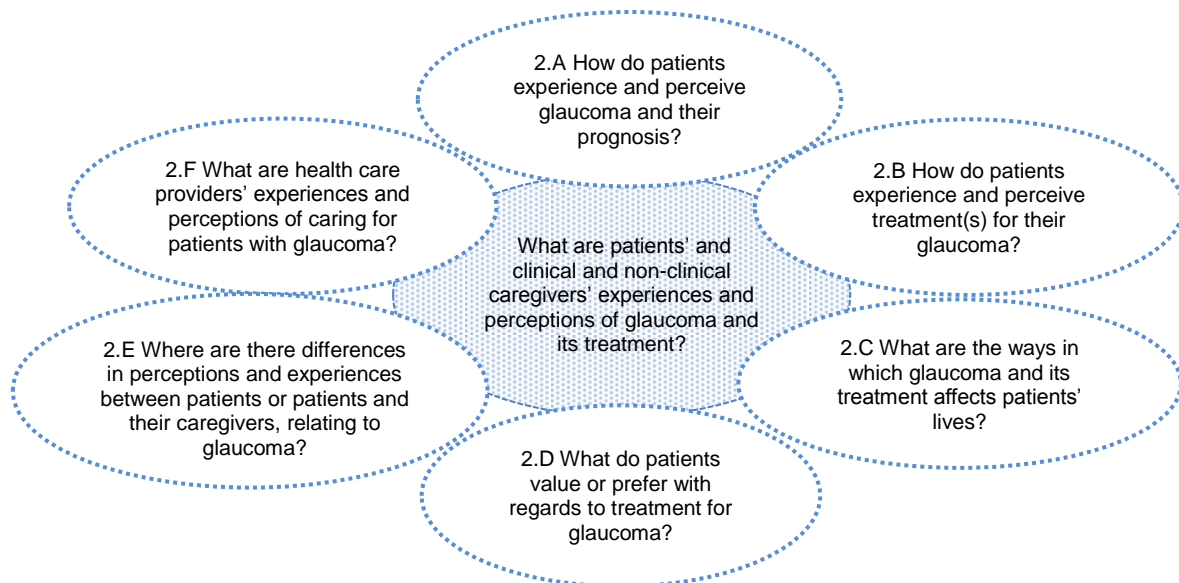 2.A How do patients
experience and perceive
glaucoma and their
prognosis?
2.B How do patients
experience and perceive
treatment(s) for their
glaucoma?
2.C What are the ways in
which glaucoma and its
treatment affects patients’
lives?
2.D What do patients
value or prefer with
regards to treatment for
glaucoma?
2.E Where are there differences
in perceptions and experiences
between patients or patients and
their caregivers, relating to
glaucoma?
2.F What are health care
providers’ experiences and
perceptions of caring for
patients with glaucoma?
What are patients’ and
clinical and non-clinical
caregivers’ experiences and
perceptions of glaucoma and
its treatment?